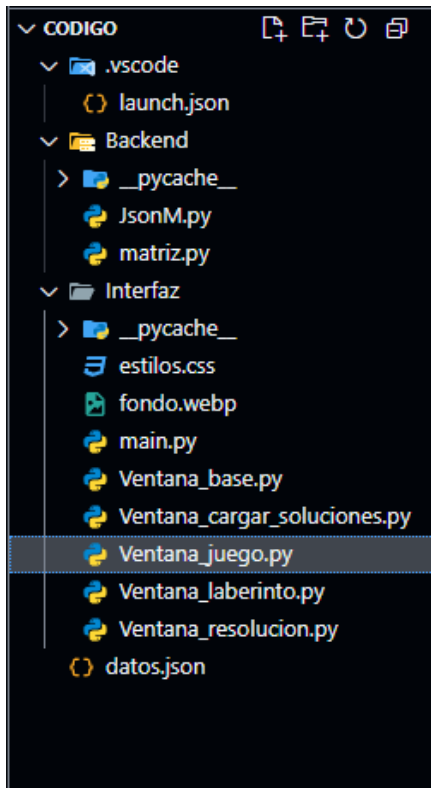 CODIGO
.vscode
launch.json
Backend
__pycache__
JsonM.py
matriz.py
Interfaz
__pycache__
estilos.css
fondo.webp
main.py
Ventana_base.py
Ventana_cargar_soluciones.py
Ventana_juego.py
Ventana_laberinto.py
Ventana_resolucion.py
datos.json